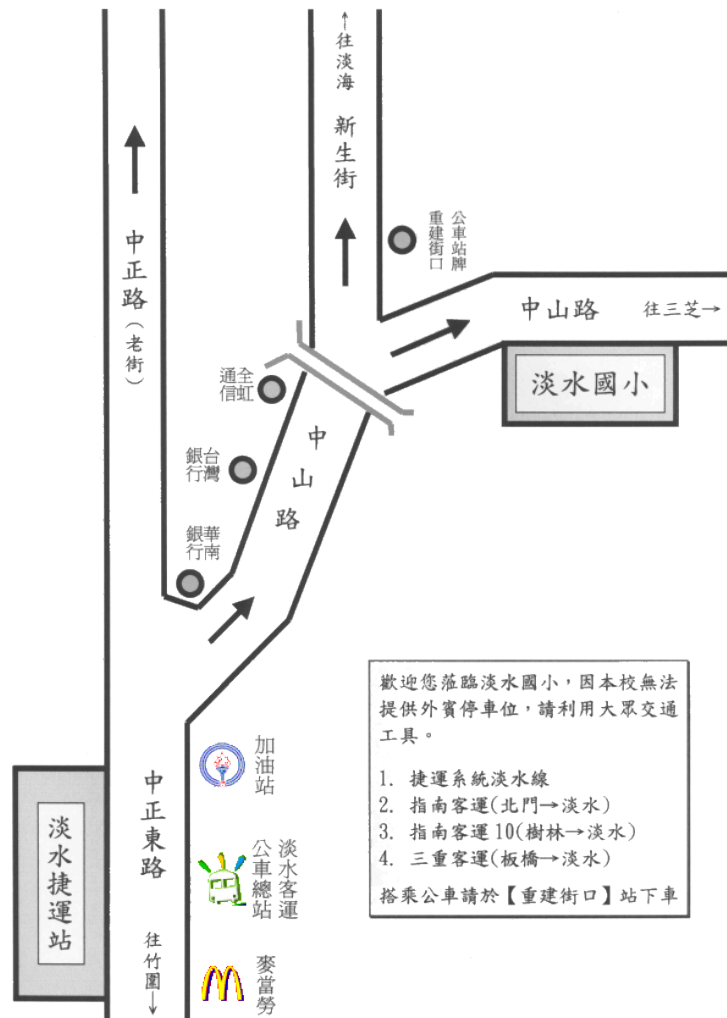 ←往淡海
新生街
公車站牌
重建街口
中山路
往三芝→
淡水國小
中正路(老街)
全虹
通信
中山路
台灣
銀行
華南
銀行
歡迎您蒞臨淡水國小,因本校無法
提供外賓停車位,請利用大眾交通
工具。
1. 捷運系統淡水線
2. 指南客運(北門→淡水)
3. 指南客運10(樹林→淡水)
4. 三重客運(板橋→淡水)
搭乘公車請於【重建街口】站下車
加油站
中正東路
淡水捷運站
淡水客運
公車總站
往竹圍→
麥當勞